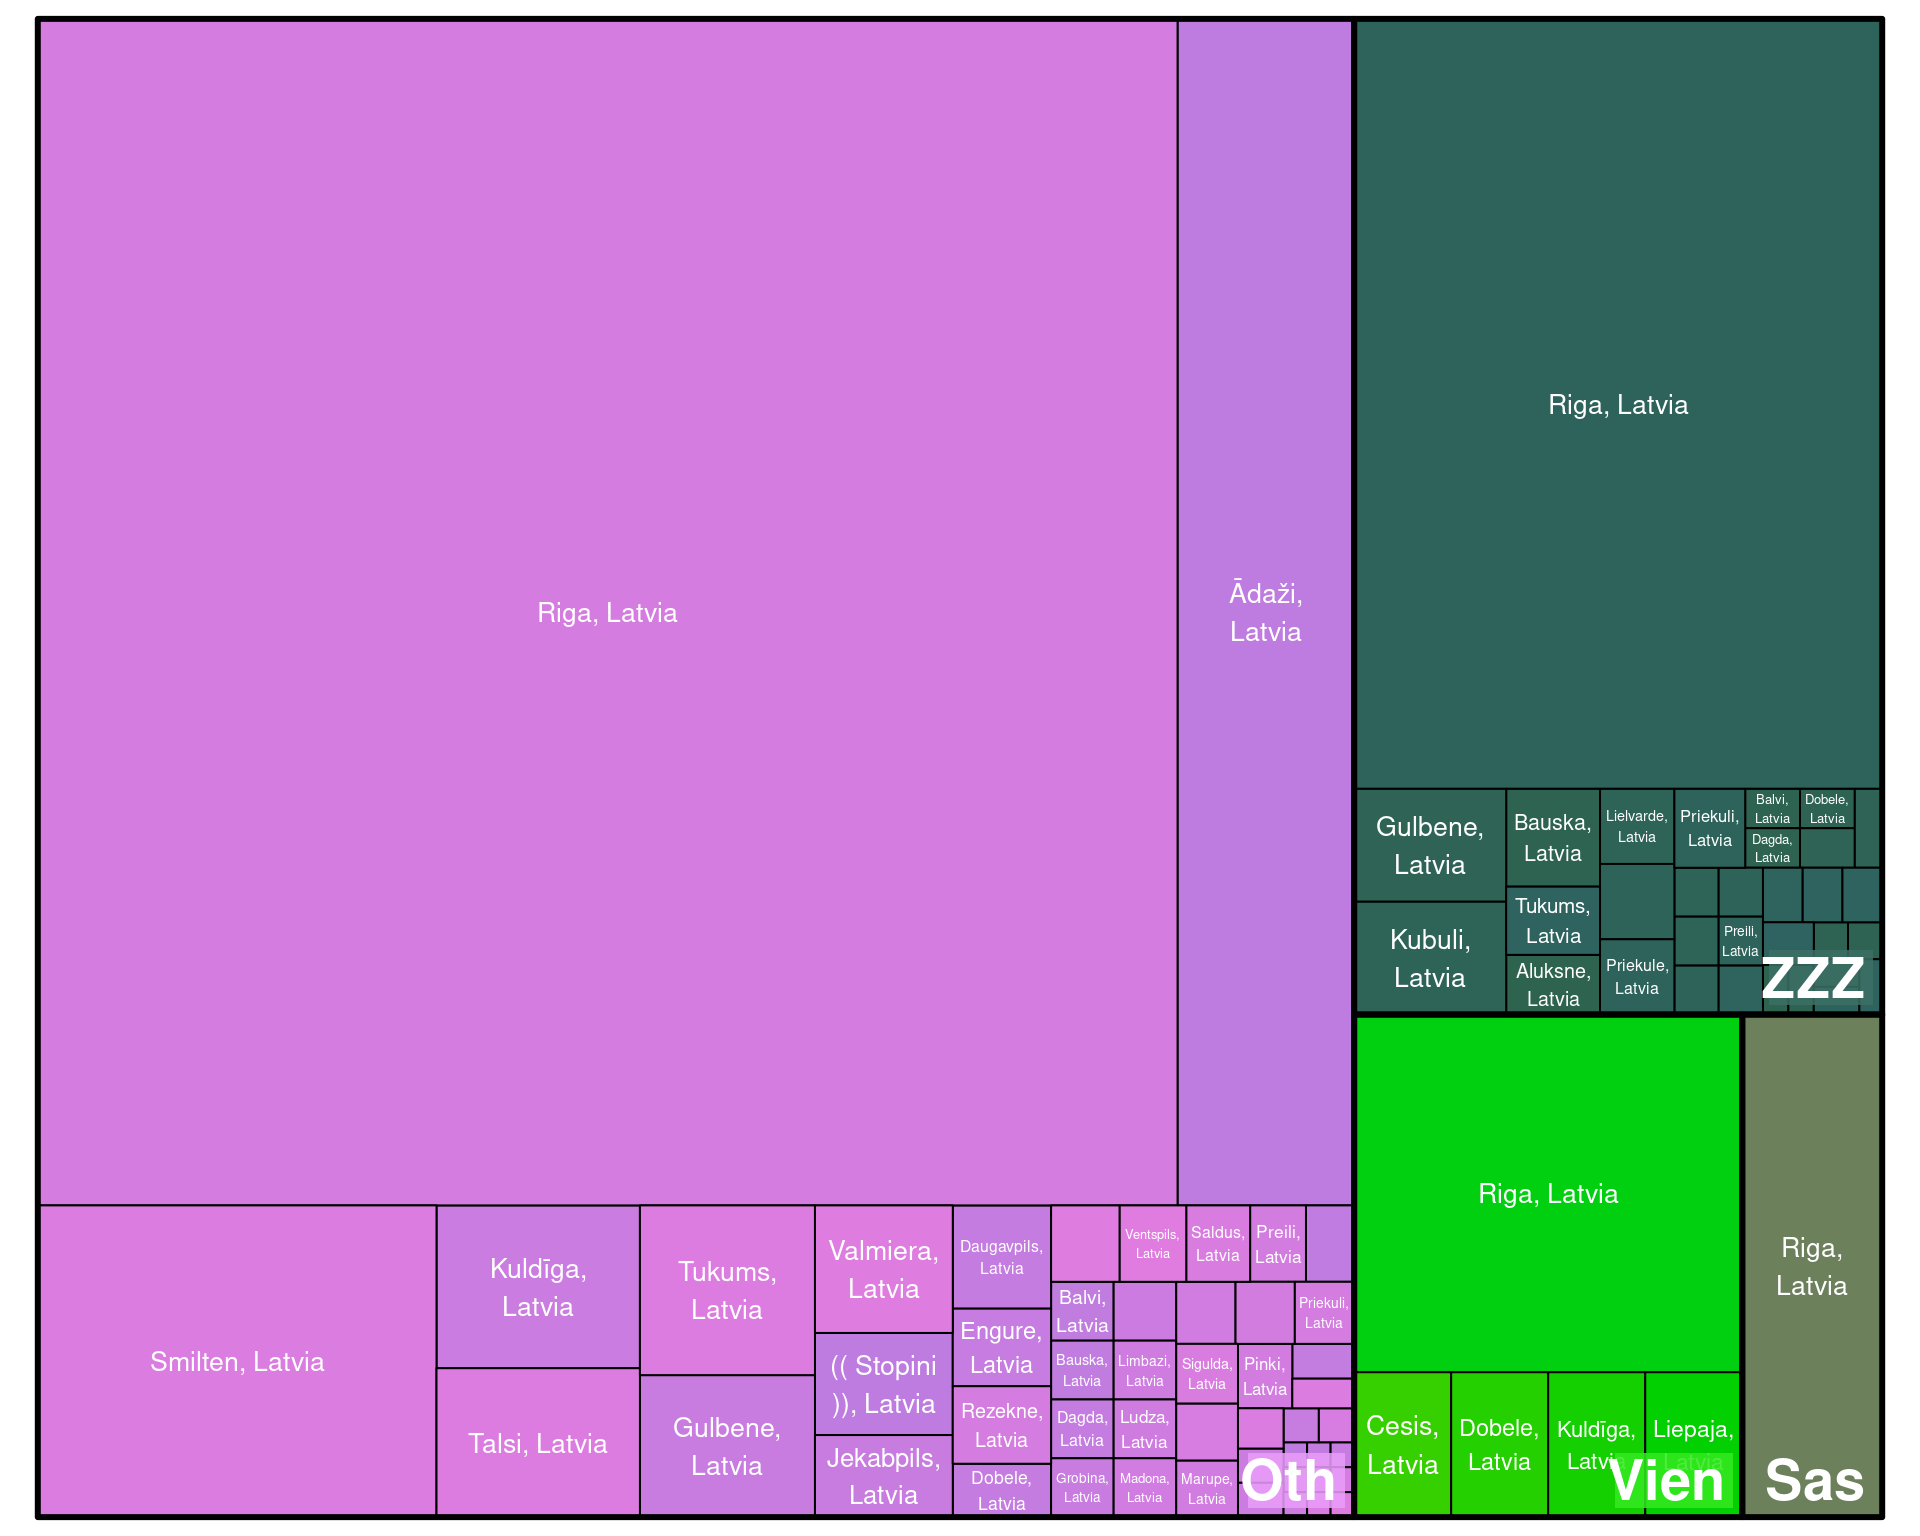 Riga, Latvia
Ādaži,
Latvia
Smilten, Latvia
Kuldīga,
Latvia
Talsi, Latvia
Tukums,
Latvia
Gulbene,
Latvia
Valmiera,
Latvia
(( Stopini
)), Latvia
Jekabpils,
Latvia
Daugavpils,
Latvia
Engure,
Latvia
Rezekne,
Latvia
Dobele,
Latvia
Ventspils,
Latvia
Saldus,
Latvia
Preili,
Latvia
Balvi,
Latvia
Priekuli,
Latvia
Bauska,
Latvia
Limbazi,
Latvia
Sigulda,
Latvia
Pinki,
Latvia
Dagda,
Latvia
Ludza,
Latvia
Grobina,
Latvia
Madona,
Latvia
Marupe,
Latvia
Oth
Riga, Latvia
Gulbene,
Latvia
Kubuli,
Latvia
Bauska,
Latvia
Tukums,
Latvia
Aluksne,
Latvia
Lielvarde,
Latvia
Priekule,
Latvia
Priekuli,
Latvia
Balvi,
Latvia
Dobele,
Latvia
Dagda,
Latvia
Preili,
Latvia
ZZZ
Riga, Latvia
Cesis,
Latvia
Dobele,
Latvia
Kuldīga,
Latvia
Liepaja,
Latvia
Vien
Riga,
Latvia
Sas